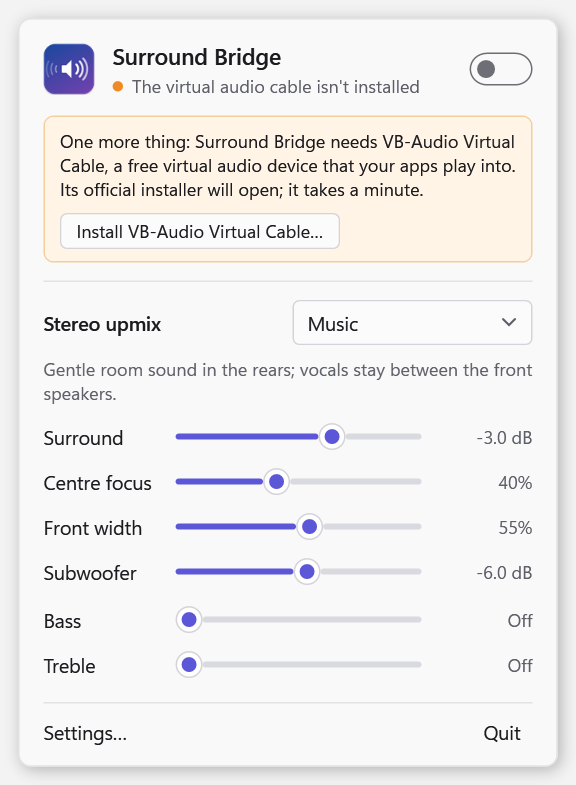 Surround Bridge
The virtual audio cable isn't installed
One more thing: Surround Bridge needs VB-Audio Virtual
Cable, a free virtual audio device that your apps play into.
Its official installer will open; it takes a minute.
Install VB-Audio Virtual Cable...
Stereo upmix
Music
Gentle room sound in the rears; vocals stay between the front
speakers.
Surround -3.0 dB
Centre focus 40%
Front width 55%
Subwoofer -6.0 dB
Bass Off
Treble Off
Settings... Quit